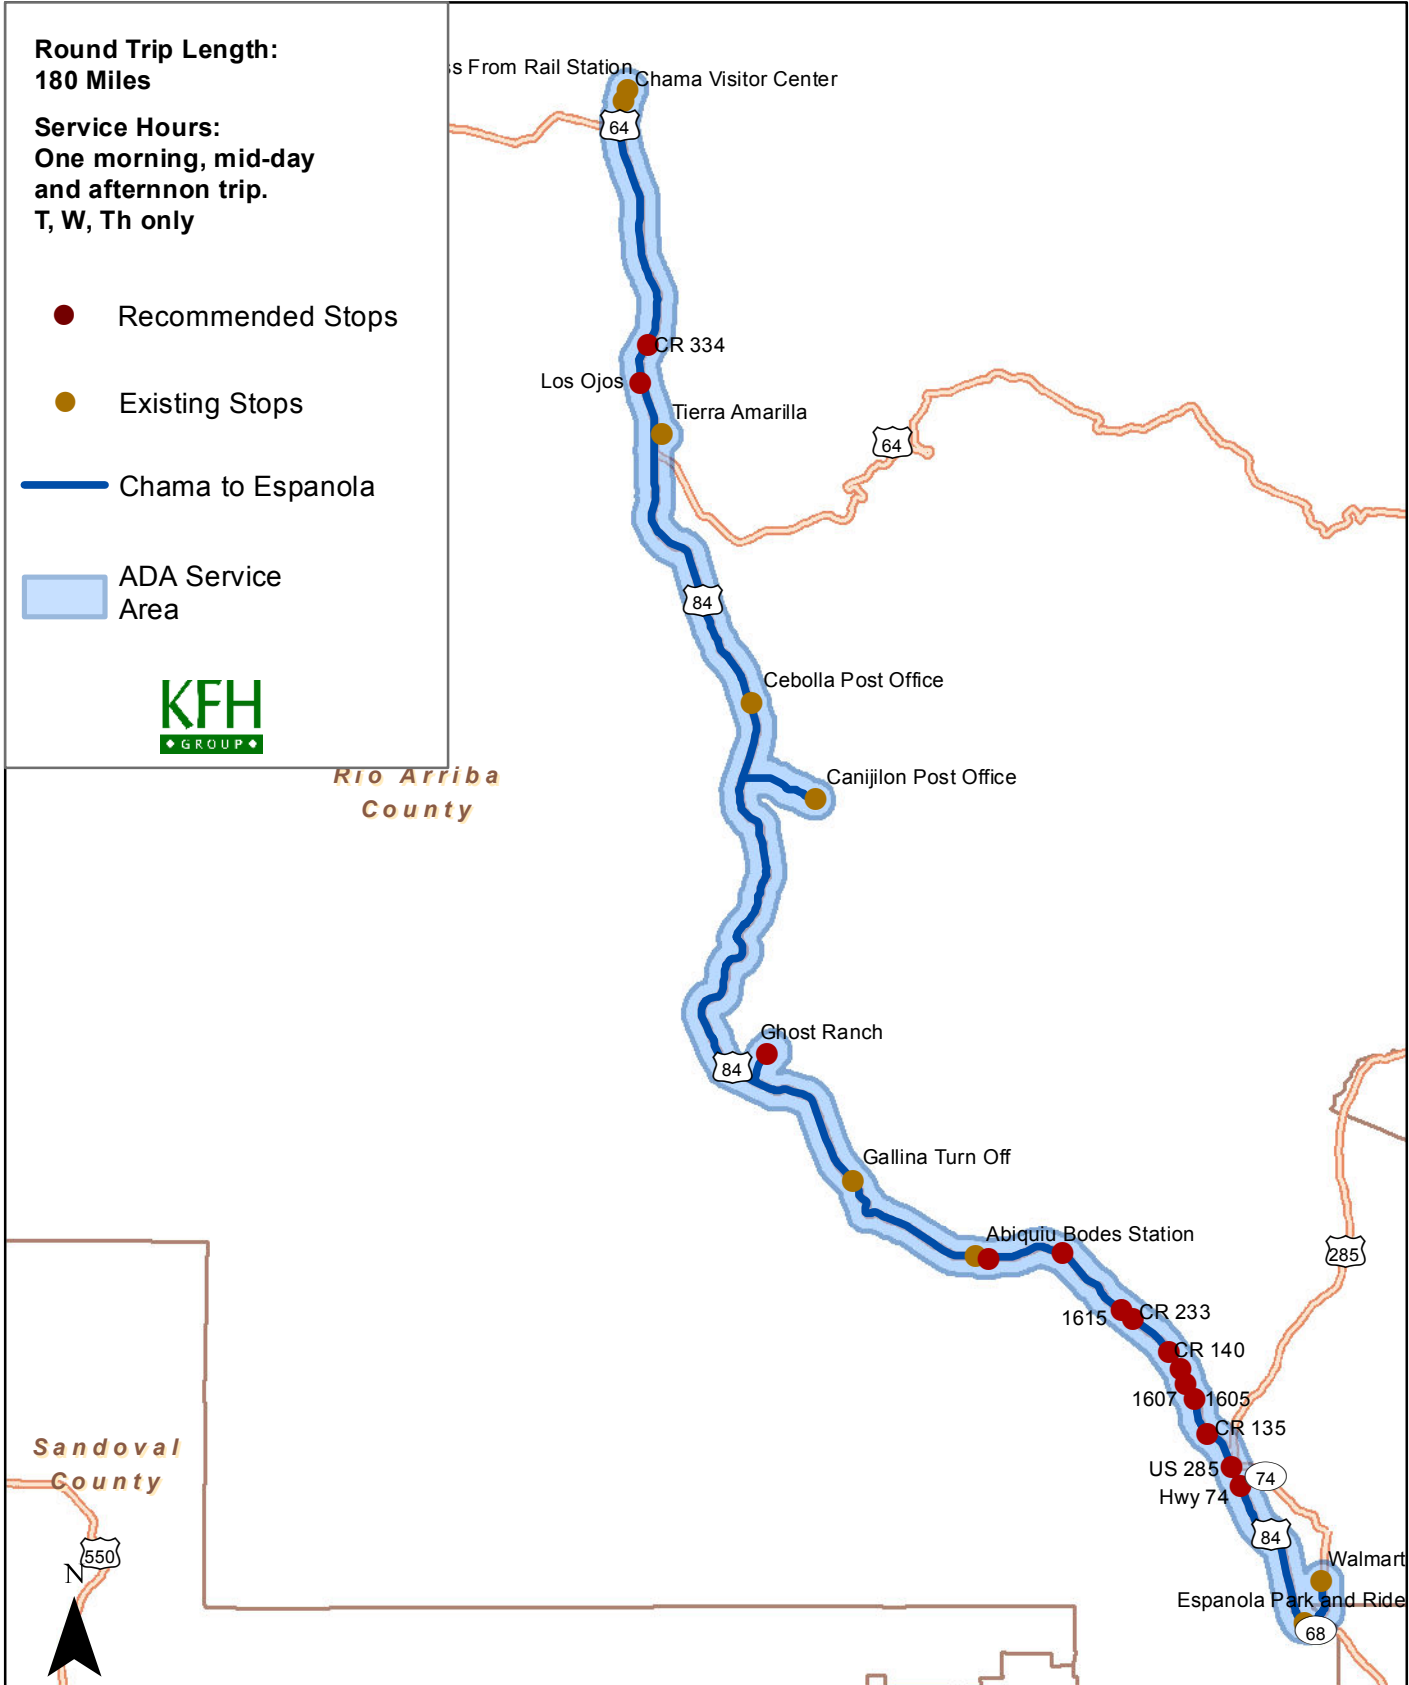 Round Trip Length:
180 Miles
Service Hours:
One morning, mid-day
and afternnon trip.
T, W, Th only
Recommended Stops
Existing Stops
Chama to Espanola
ADA Service
Area
KFH
GROUP
From Rail Station
Chama Visitor Center
64
CR 334
Los Ojos
Tierra Amarilla
64
84
Cebolla Post Office
Canijilon Post Office
Rio Arriba
County
Ghost Ranch
84
Gallina Turn Off
Abiquiu Bodes Station
285
1615
CR 233
CR 140
1607
1605
CR 135
Sandoval
County
US 285
74
Hwy 74
84
550
N
Walmart
Espanola Park and Ride
68